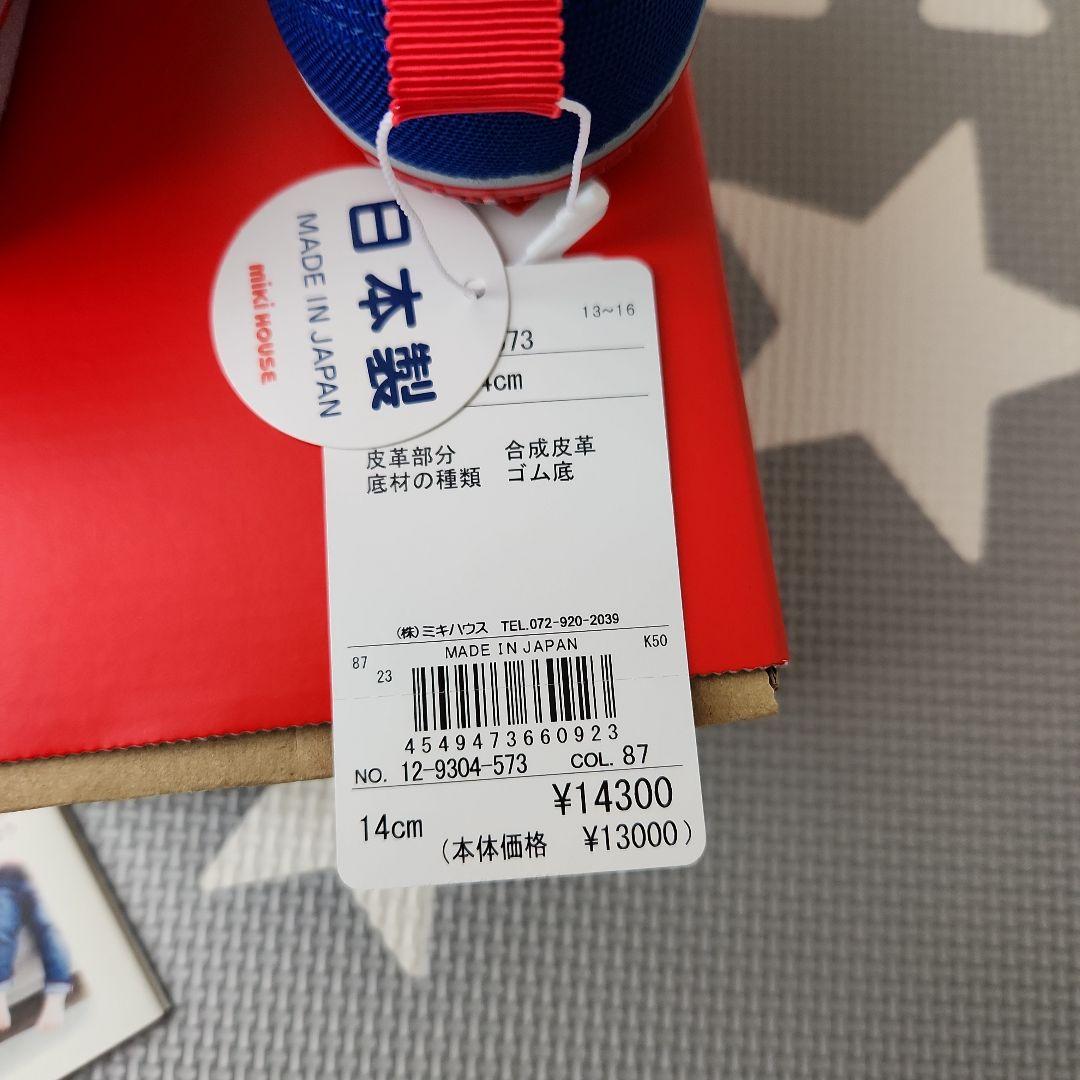 日本製
MADE IN JAPAN
miki HOUSE
13~16
573
4cm
皮革部分 合成皮革
底材の種類 ゴム底
(株)ミキハウス TEL.072-920-2039
MADE IN JAPAN K50
87
23
4549473660923
NO. 12-9304-573 COL. 87
¥14300
14cm
(本体価格 ¥13000)